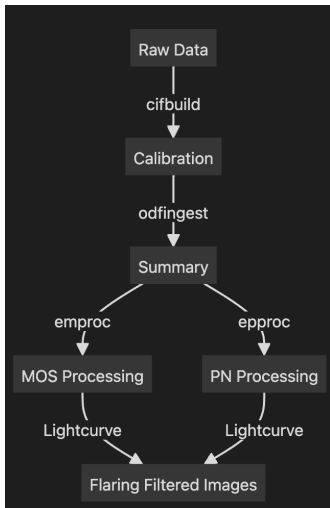 Raw Data
cifbuild
Calibration
odfingest
Summary
emproc
epproc
MOS Processing
PN Processing
Lightcurve
Lightcurve
Flaring Filtered Images